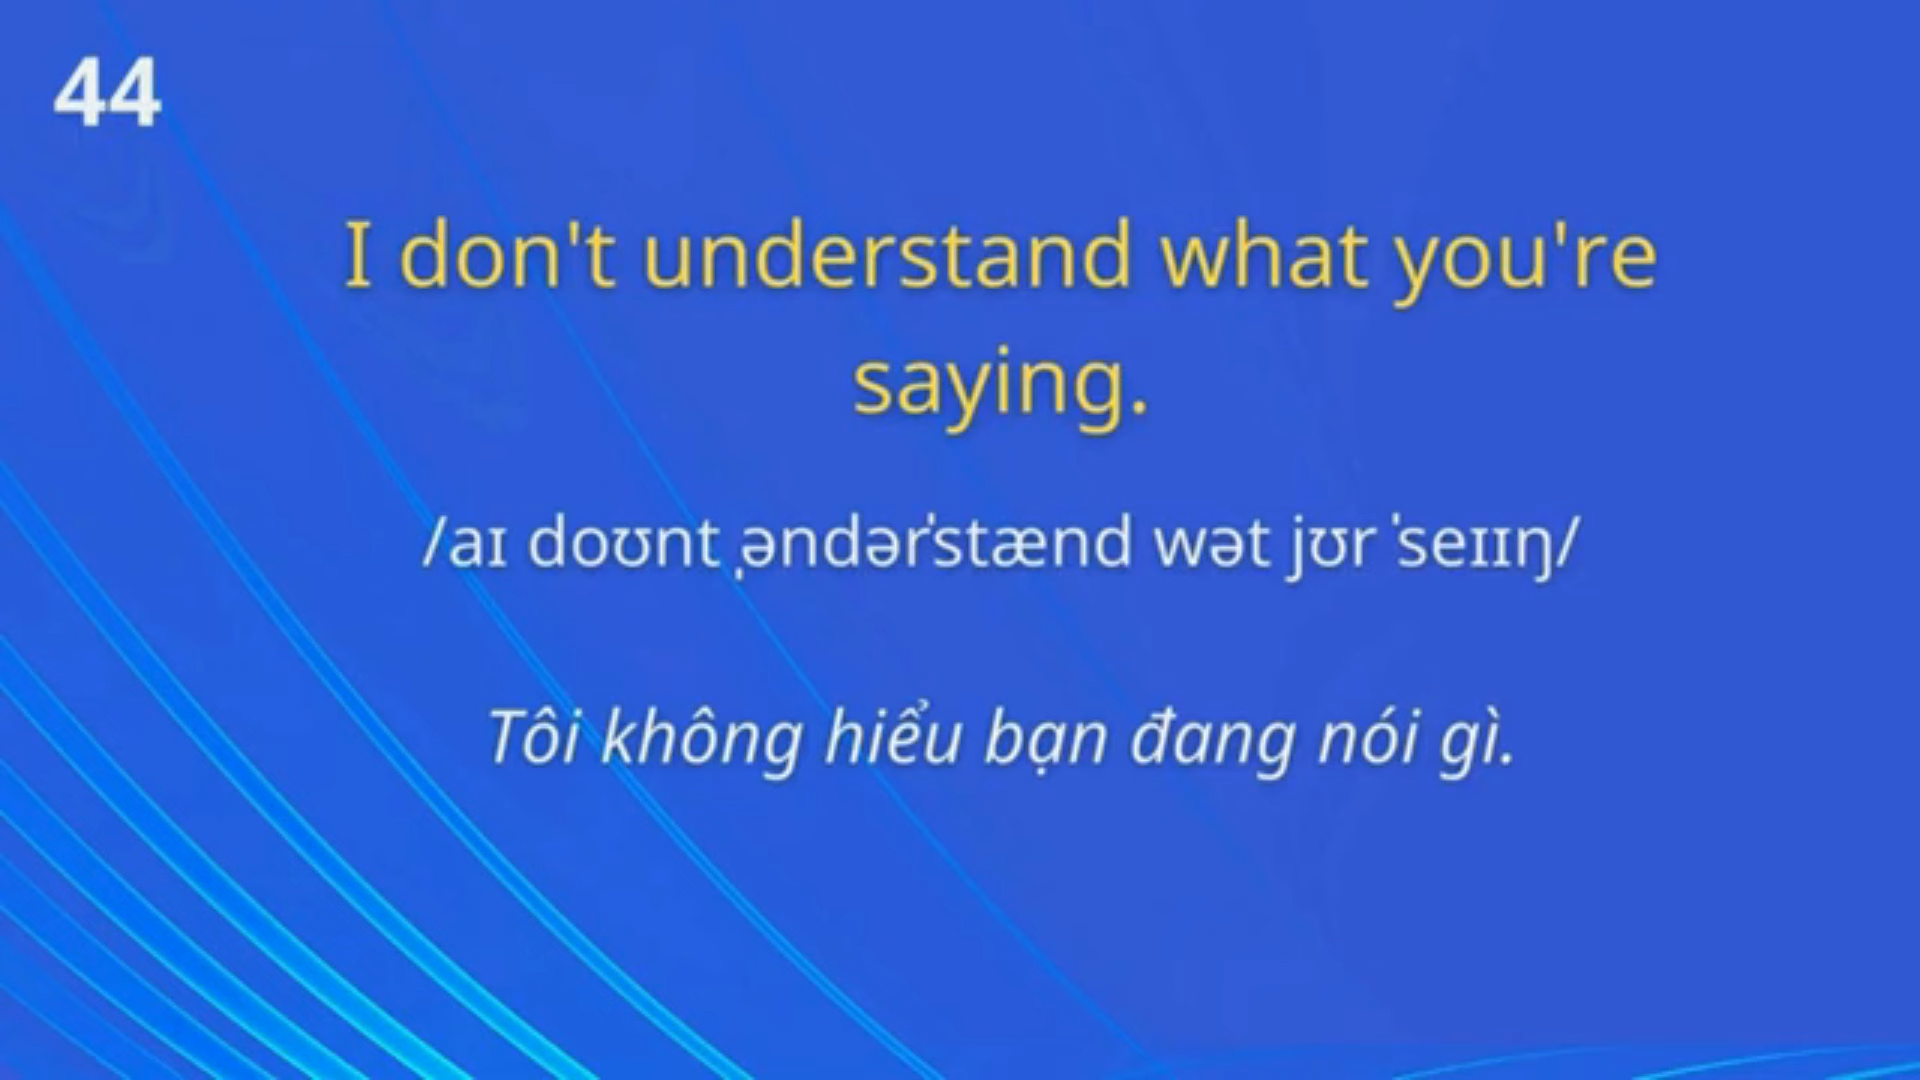 44
I don't understand what you're
saying.
/aɪ doʊnt ˌəndərˈstænd wət jʊr ˈseɪɪŋ/
Tôi không hiểu bạn đang nói gì.